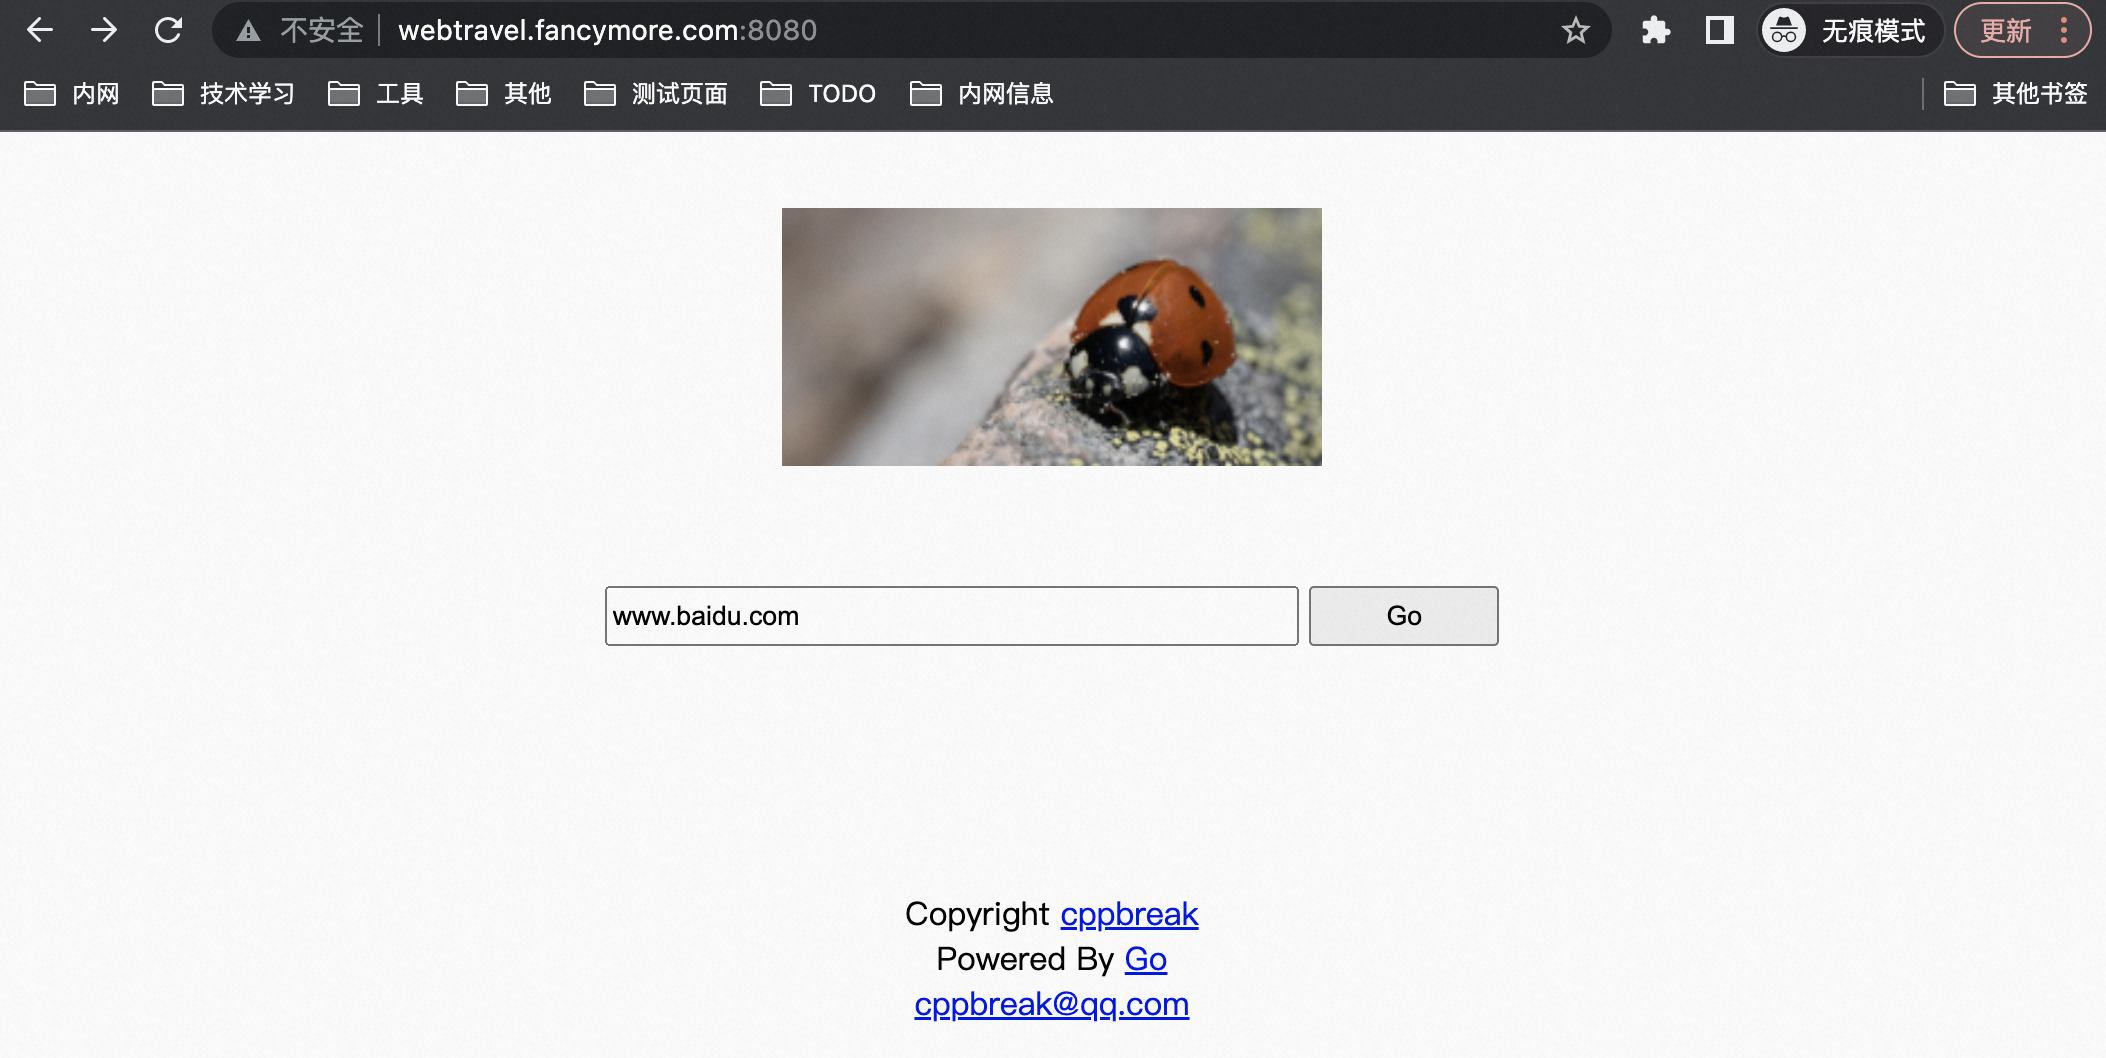 不安全 webtravel.fancymore.com:8080 无痕模式 更新
内网 技术学习 工具 其他 测试页面 TODO 内网信息 其他书签
www.baidu.com Go
Copyright cppbreak
Powered By Go
cppbreak@qq.com